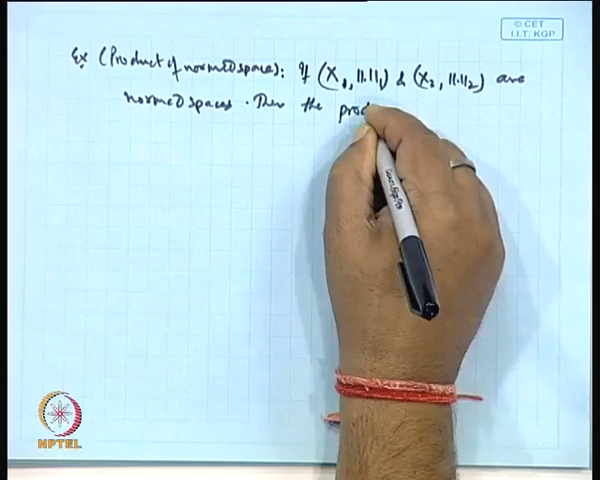 © CET
I.I.T. KGP
Ex (Product of normed spaces): If (X₁, ||.||₁) & (X₂, ||.||₂) are
normed spaces. Then the prod
NPTEL